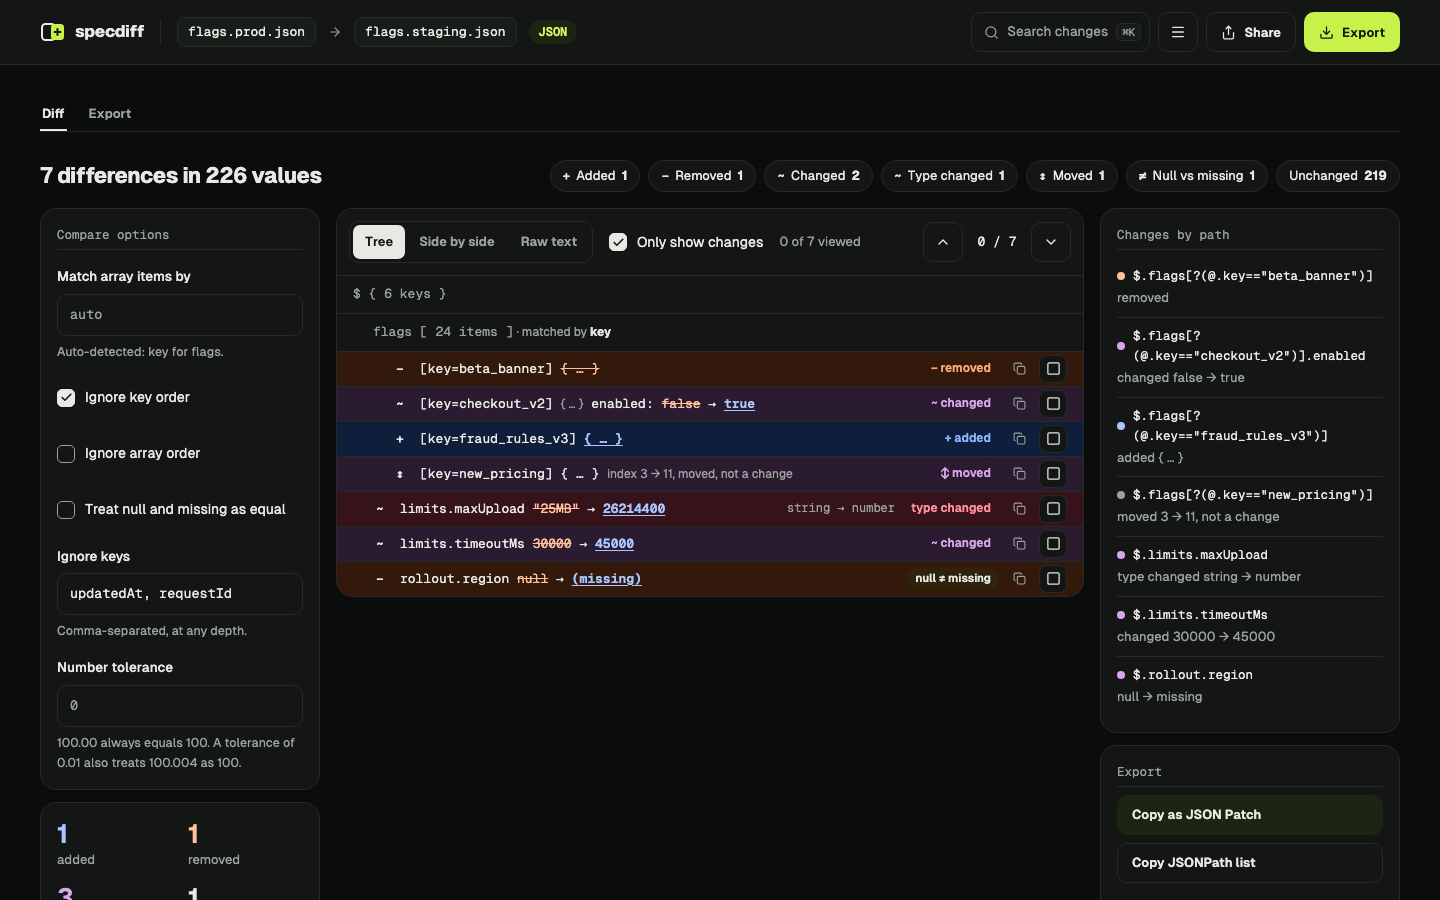 specdiff
flags.prod.json → flags.staging.json JSON
Search changes ⌘K
Share
Export
Diff Export
7 differences in 226 values
+ Added 1
− Removed 1
~ Changed 2
~ Type changed 1
↕ Moved 1
≠ Null vs missing 1
Unchanged 219
Compare options
Match array items by
auto
Auto-detected: key for flags.
Ignore key order
Ignore array order
Treat null and missing as equal
Ignore keys
updatedAt, requestId
Comma-separated, at any depth.
Number tolerance
0
100.00 always equals 100. A tolerance of
0.01 also treats 100.004 as 100.
1 added
1 removed
3
1
Tree Side by side Raw text
Only show changes 0 of 7 viewed
0 / 7
$ { 6 keys }
flags [ 24 items ] · matched by key
− [key=beta_banner] { … } − removed
~ [key=checkout_v2] { … } enabled: false → true ~ changed
+ [key=fraud_rules_v3] { … } + added
↕ [key=new_pricing] { … } index 3 → 11, moved, not a change ↕ moved
~ limits.maxUpload "25MB" → 26214400 string → number type changed
~ limits.timeoutMs 30000 → 45000 ~ changed
− rollout.region null → (missing) null ≠ missing
Changes by path
$.flags[?(@.key=="beta_banner")]
removed
$.flags[?
(@.key=="checkout_v2")].enabled
changed false → true
$.flags[?
(@.key=="fraud_rules_v3")]
added { … }
$.flags[?(@.key=="new_pricing")]
moved 3 → 11, not a change
$.limits.maxUpload
type changed string → number
$.limits.timeoutMs
changed 30000 → 45000
$.rollout.region
null → missing
Export
Copy as JSON Patch
Copy JSONPath list